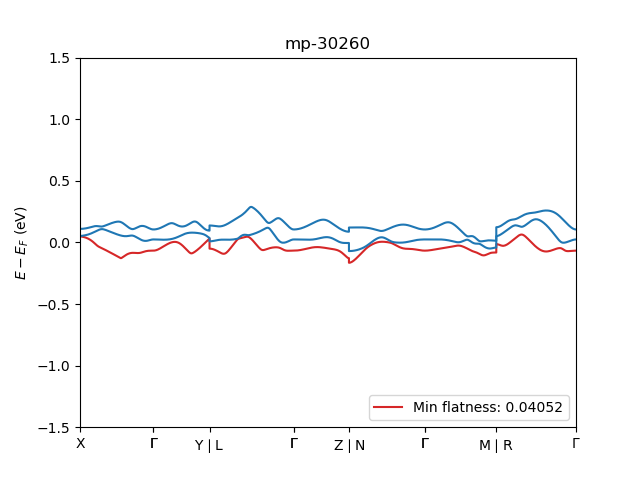 mp-30260
1.5
1.0
0.5
0.0
−0.5
−1.0
−1.5
E − E_F (eV)
Min flatness: 0.04052
X Γ Y | L Γ Z | N Γ M | R Γ